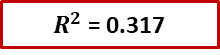 R² = 0.317